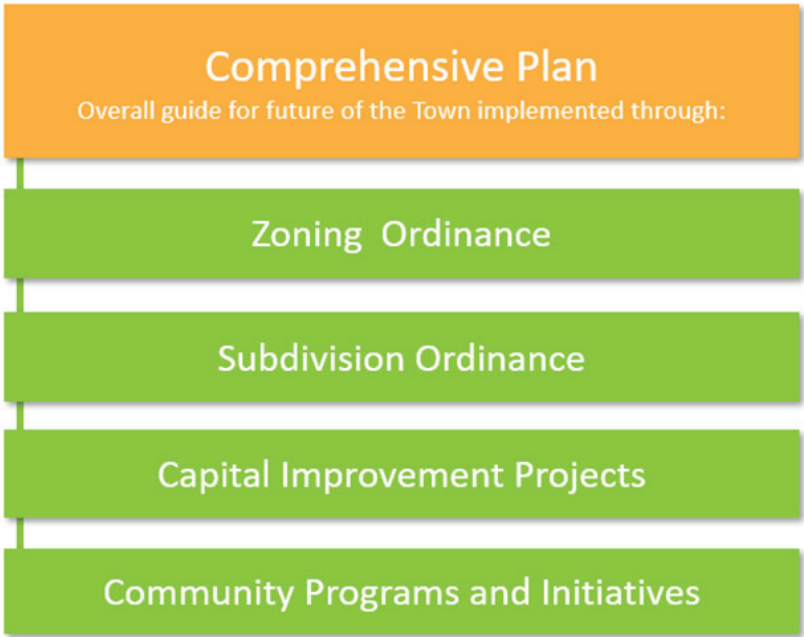 Comprehensive Plan
Overall guide for future of the Town implemented through:
Zoning Ordinance
Subdivision Ordinance
Capital Improvement Projects
Community Programs and Initiatives